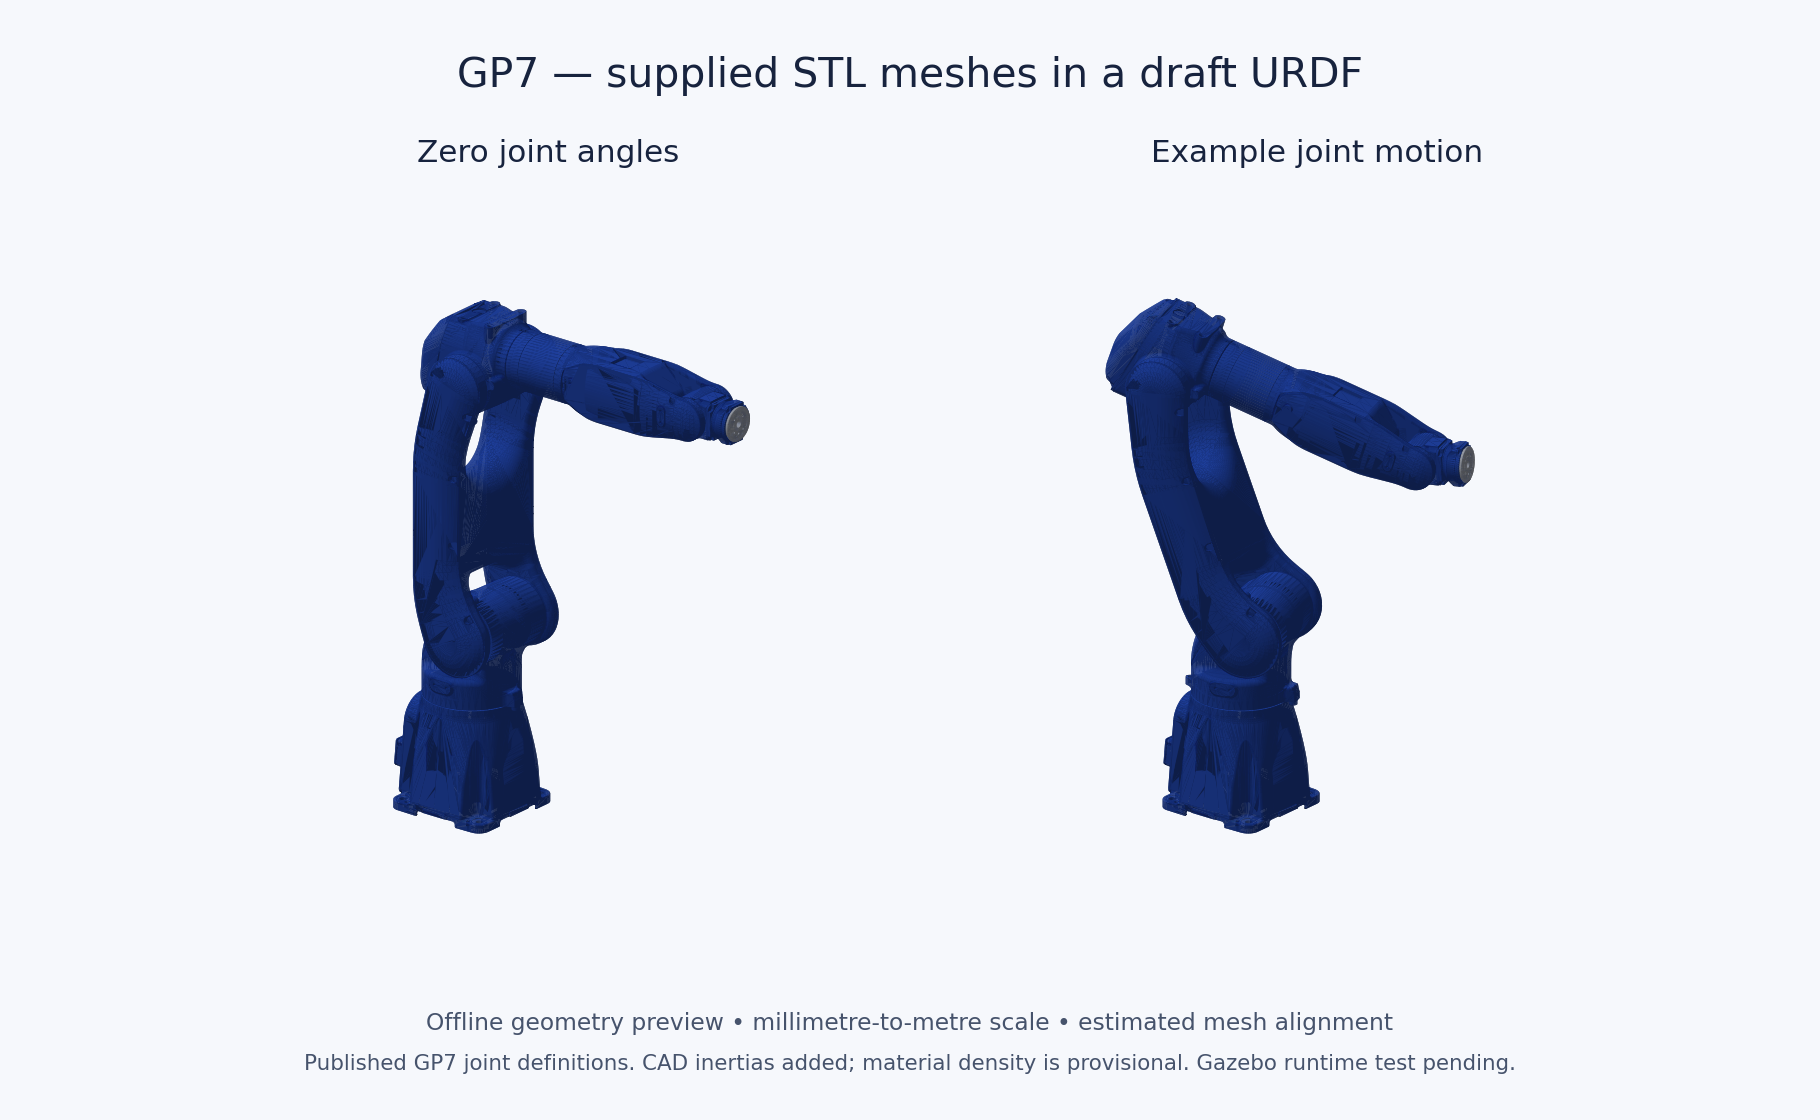 GP7 — supplied STL meshes in a draft URDF
Zero joint angles
Example joint motion
Offline geometry preview • millimetre-to-metre scale • estimated mesh alignment
Published GP7 joint definitions. CAD inertias added; material density is provisional. Gazebo runtime test pending.